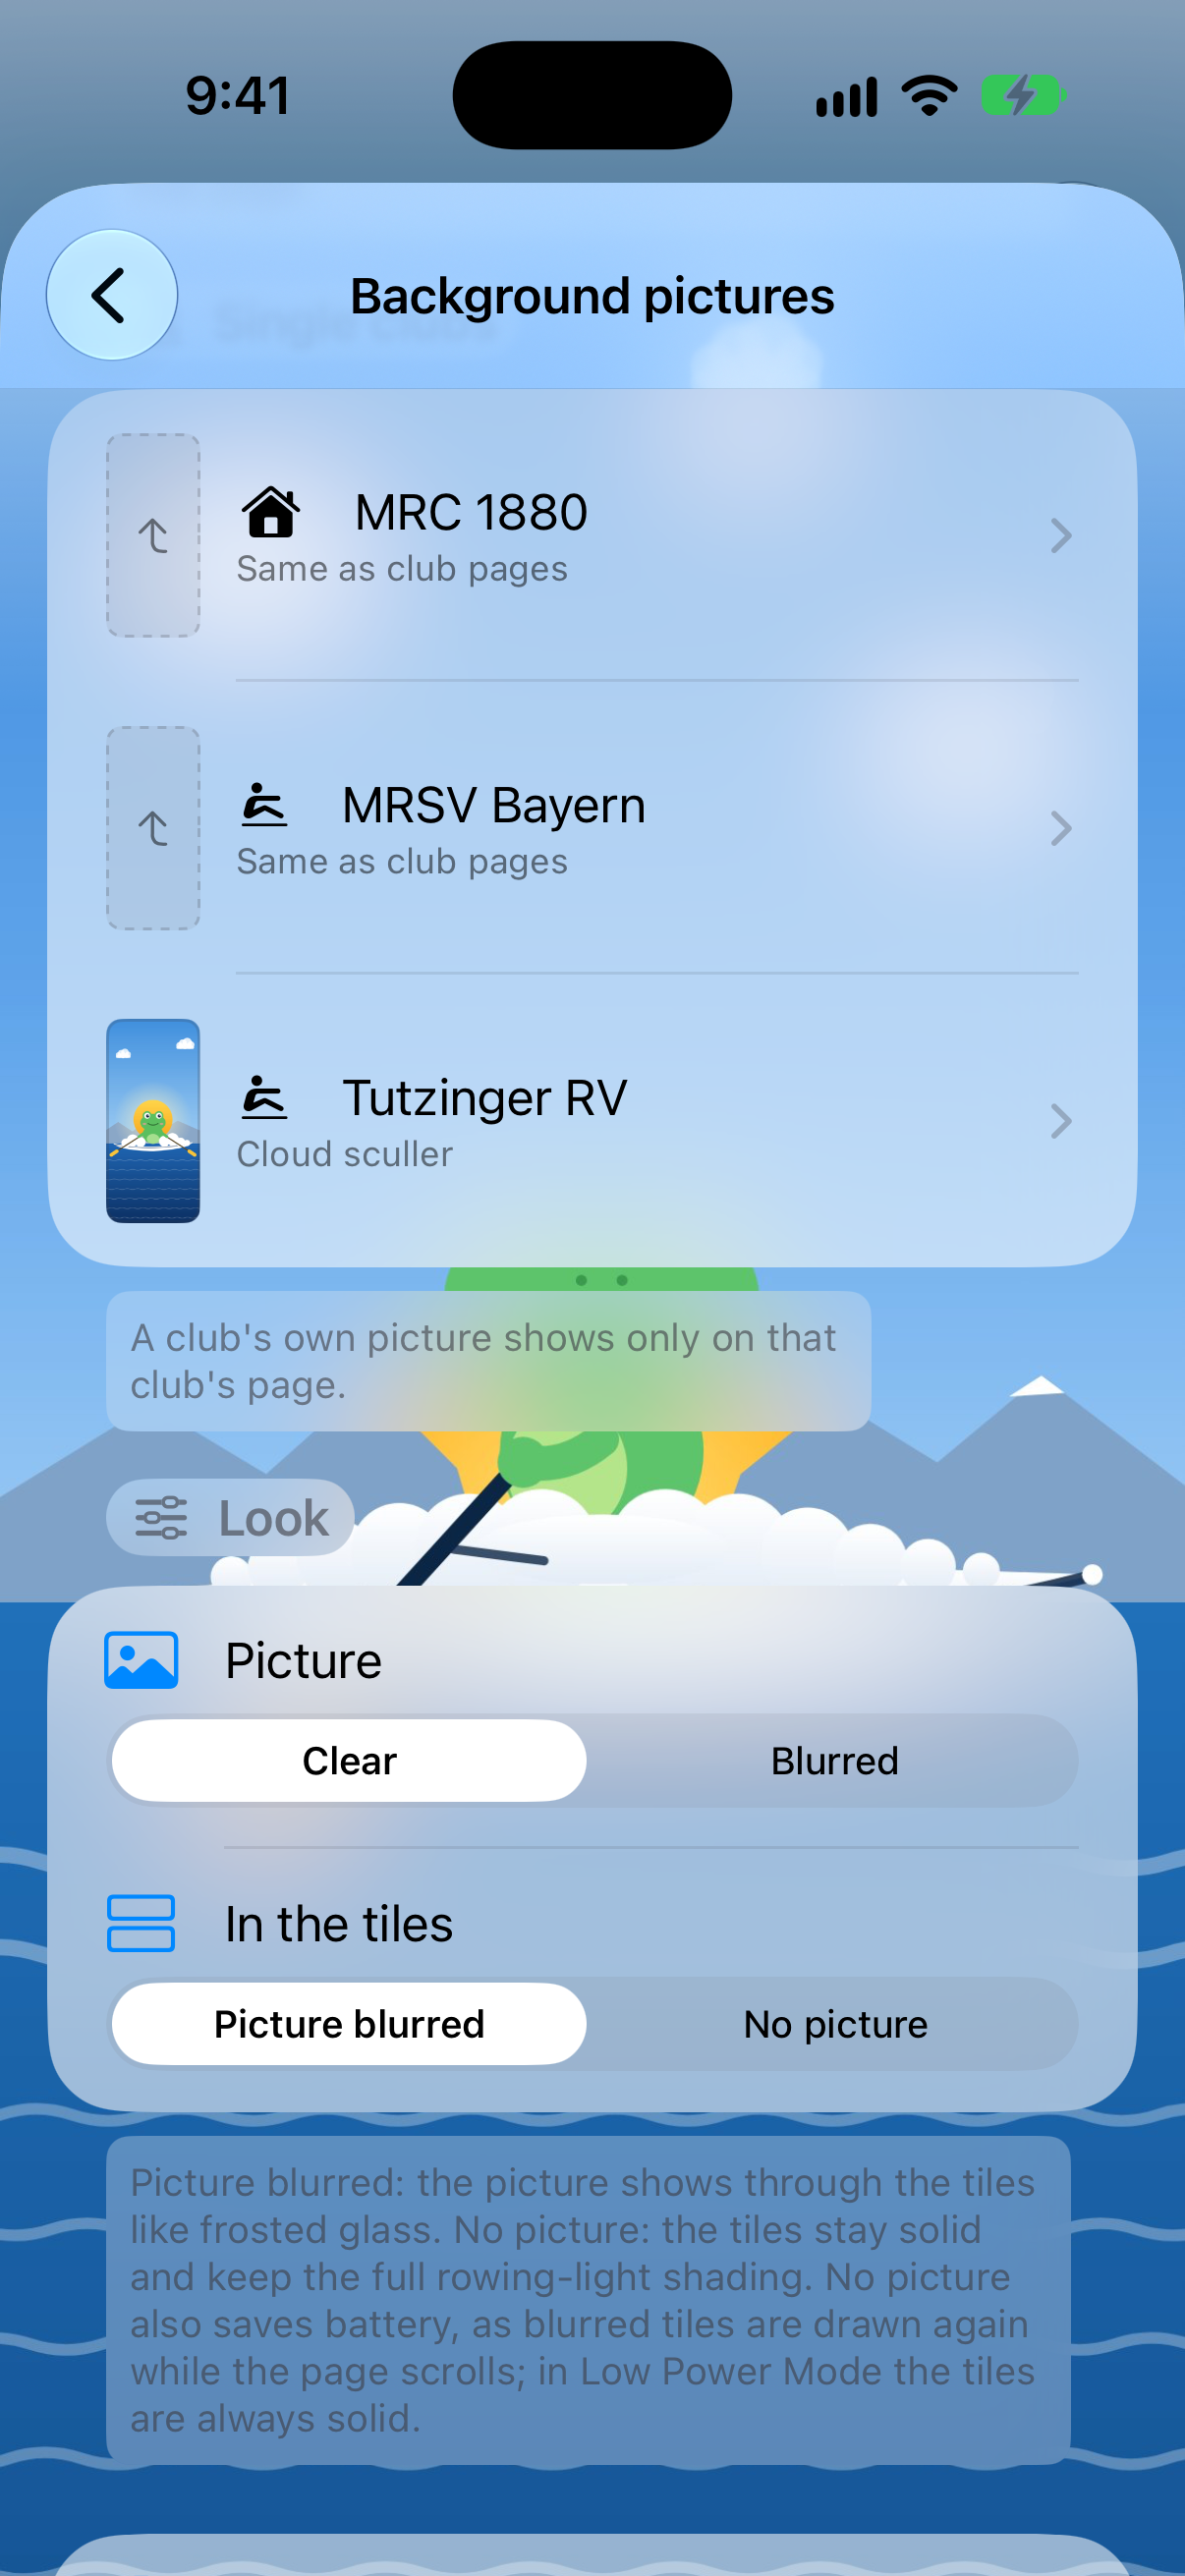 9:41
Background pictures
Single Clubs
MRC 1880
Same as club pages
MRSV Bayern
Same as club pages
Tutzinger RV
Cloud sculler
A club's own picture shows only on that
club's page.
Look
Picture
Clear
Blurred
In the tiles
Picture blurred
No picture
Picture blurred: the picture shows through the tiles
like frosted glass. No picture: the tiles stay solid
and keep the full rowing-light shading. No picture
also saves battery, as blurred tiles are drawn again
while the page scrolls; in Low Power Mode the tiles
are always solid.